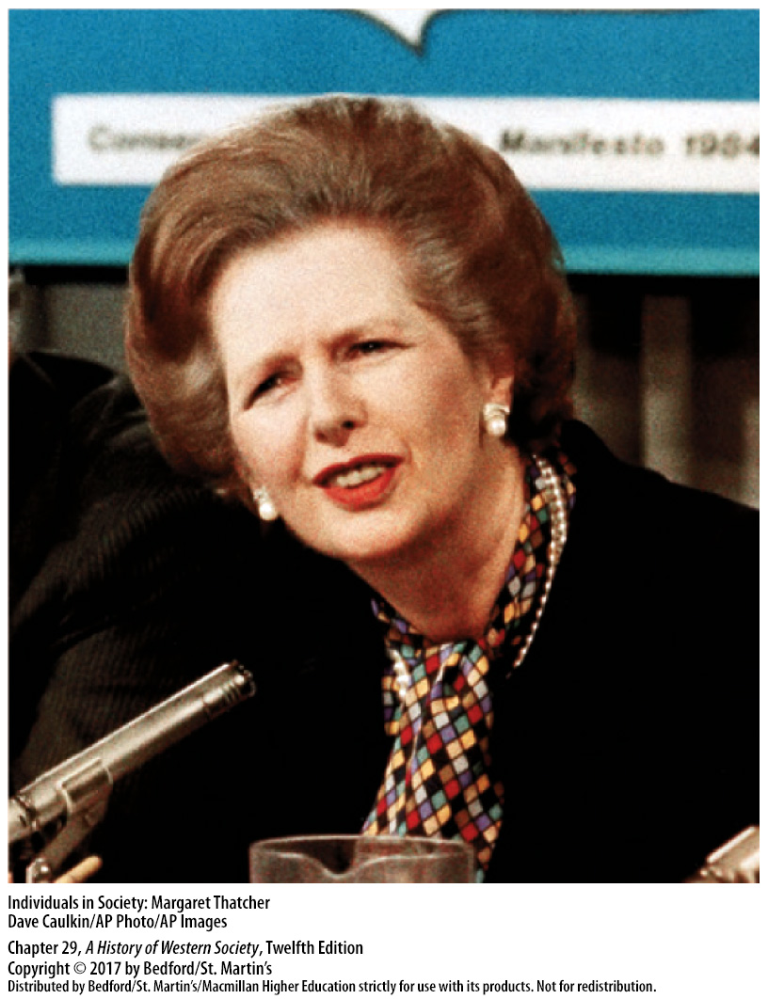 Conse Manifesto 1984
Individuals in Society: Margaret Thatcher
Dave Caulkin/AP Photo/AP Images
Chapter 29, A History of Western Society, Twelfth Edition
Copyright © 2017 by Bedford/St. Martin’s
Distributed by Bedford/St. Martin’s/Macmillan Higher Education strictly for use with its products. Not for redistribution.